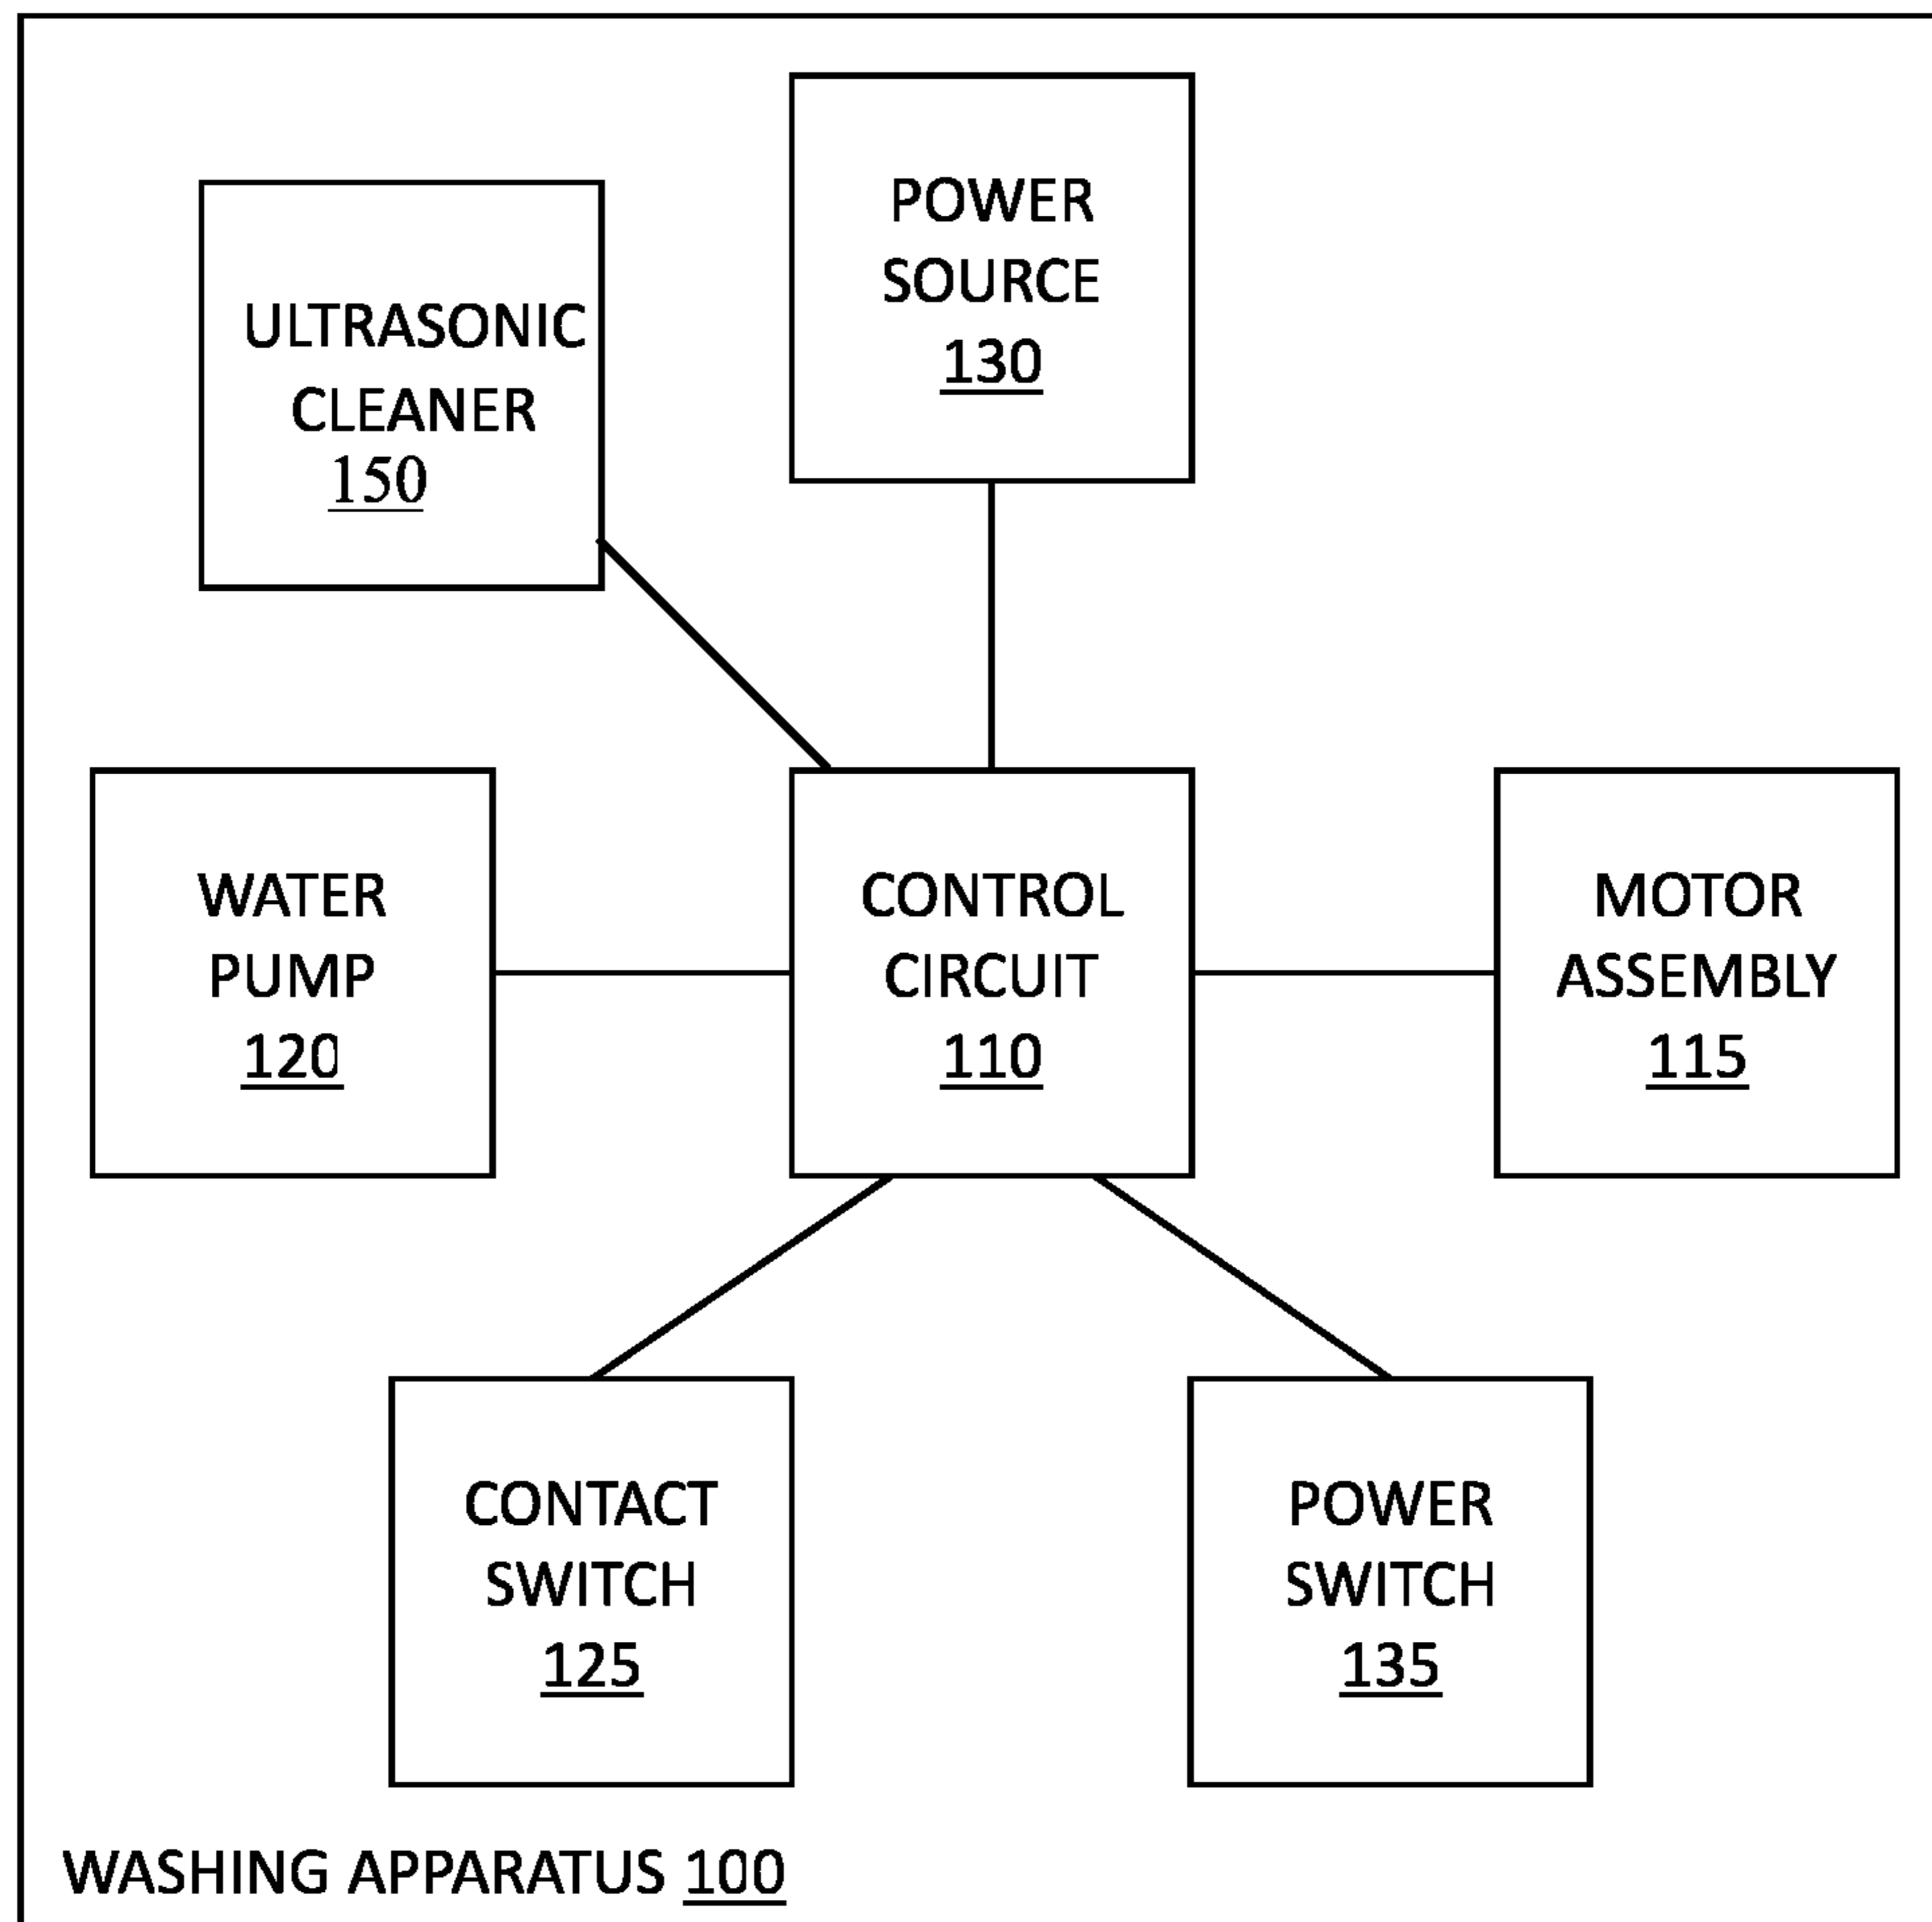 POWER
SOURCE
130
ULTRASONIC
CLEANER
150
WATER
PUMP
120
CONTROL
CIRCUIT
110
MOTOR
ASSEMBLY
115
CONTACT
SWITCH
125
POWER
SWITCH
135
WASHING APPARATUS 100